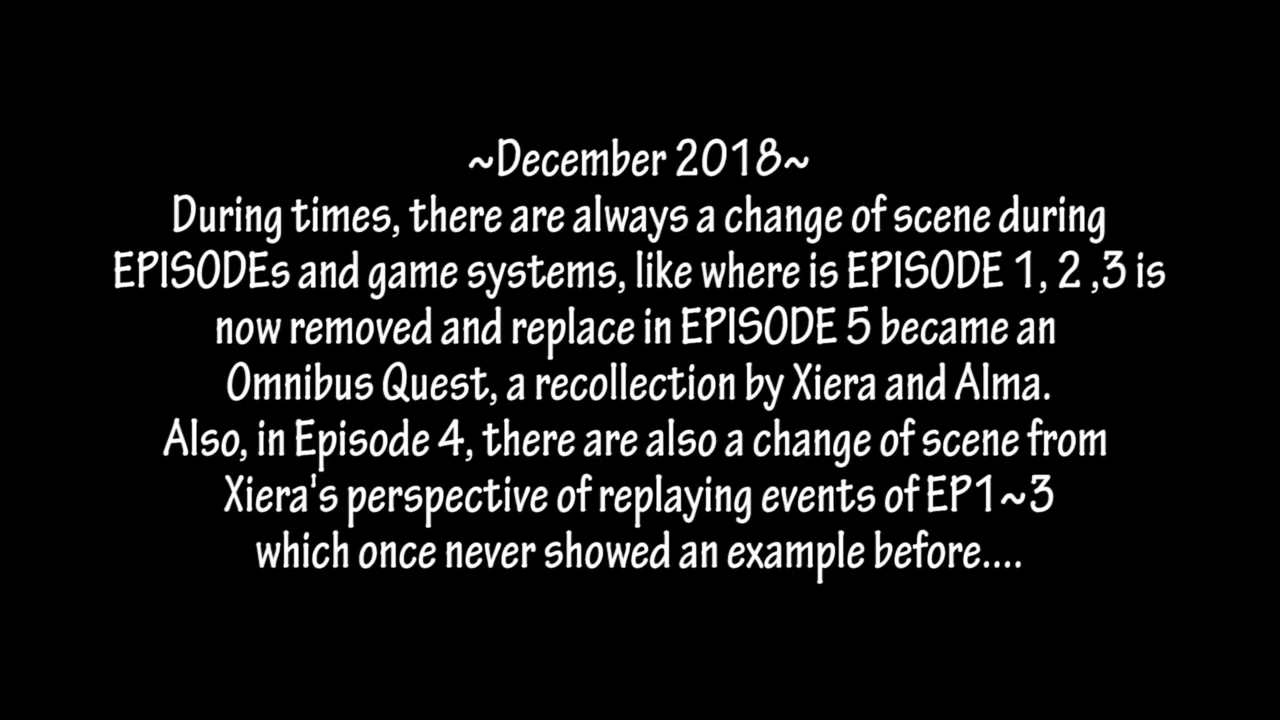 ~December 2018~
During times, there are always a change of scene during
EPISODEs and game systems, like where is EPISODE 1, 2 ,3 is
now removed and replace in EPISODE 5 became an
Omnibus Quest, a recollection by Xiera and Alma.
Also, in Episode 4, there are also a change of scene from
Xiera's perspective of replaying events of EP1~3
which once never showed an example before....